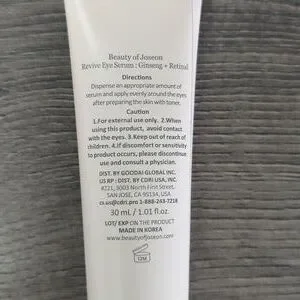 Beauty of Joseon
Revive Eye Serum : Ginseng + Retinal
Directions
Dispense an appropriate amount of
serum and apply evenly around the eyes
after preparing the skin with toner.
Caution
1.For external use only. 2.When
using this product, avoid contact
with the eyes. 3.Keep out of reach of
children. 4.If discomfort or sensitivity
to product occurs, please discontinue
use and consult a physician.
DIST. BY GOODAI GLOBAL INC.
US RP : DIST. BY CDRI USA, INC.
#221, 3003 North First Street,
SAN JOSE, CA 95134, USA
cs.us@cdri.pro 1-888-243-7218
30 ml / 1.01 fl.oz.
LOT/ EXP ON THE PRODUCT
MADE IN KOREA
www.beautyofjoseon.com
12M